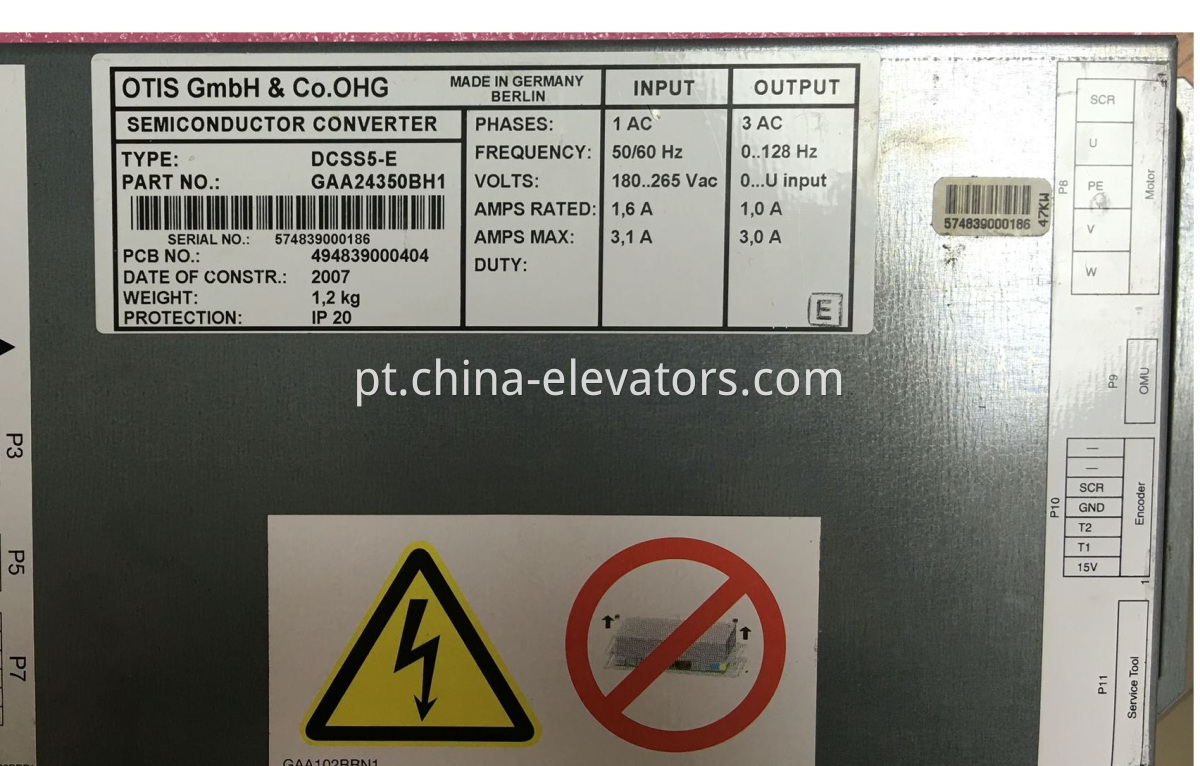 OTIS GmbH & Co.OHG
MADE IN GERMANY
BERLIN
INPUT
OUTPUT
SEMICONDUCTOR CONVERTER
TYPE: DCSS5-E
PART NO.: GAA24350BH1
SERIAL NO.: 574839000186
PCB NO.: 494839000404
DATE OF CONSTR.: 2007
WEIGHT: 1,2 kg
PROTECTION: IP 20
PHASES: 1 AC 3 AC
FREQUENCY: 50/60 Hz 0..128 Hz
VOLTS: 180..265 Vac 0...U input
AMPS RATED: 1,6 A 1,0 A
AMPS MAX: 3,1 A 3,0 A
DUTY:
E
574839000186
47KW
P8
SCR
U
PE
V
W
Motor
P9
OMU
P10
—
—
SCR
GND
T2
T1
15V
Encoder
1
P11
Service Tool
P3
P5
P7
pt.china-elevators.com
GAA102BRN1